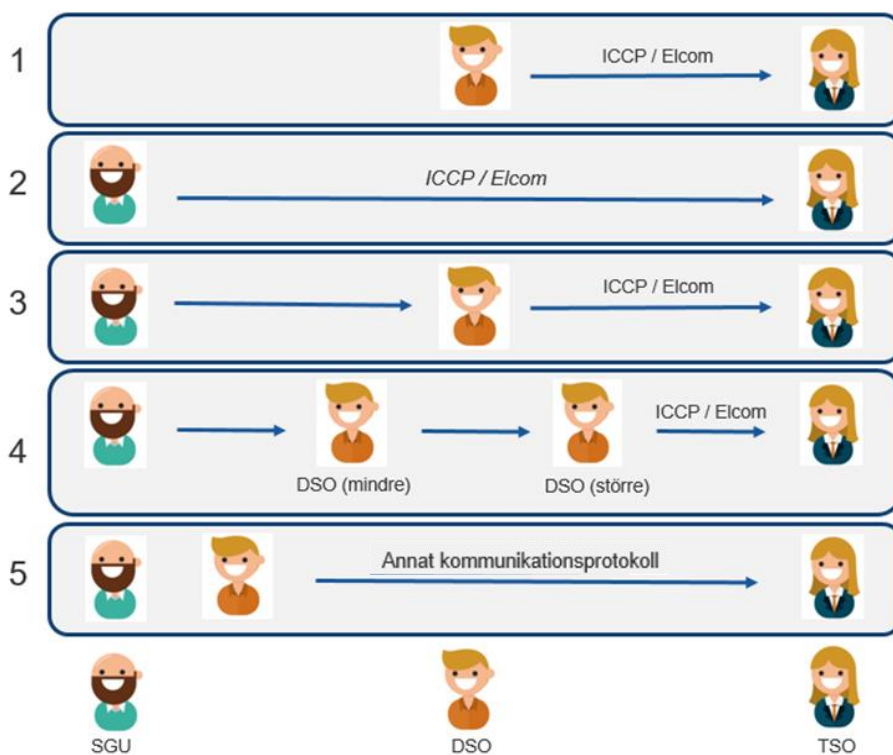 1
ICCP / Elcom
2
ICCP / Elcom
3
ICCP / Elcom
4
ICCP / Elcom
DSO (mindre)
DSO (större)
5
Annat kommunikationsprotokoll
SGU
DSO
TSO